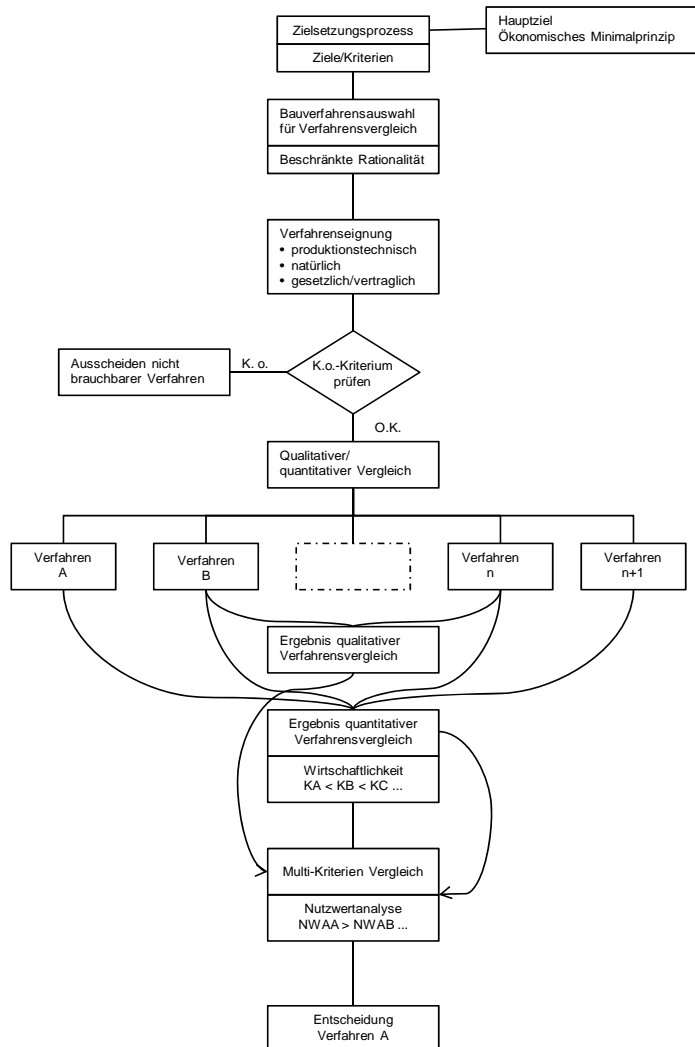 Zielsetzungsprozess
Ziele/Kriterien
Hauptziel
Ökonomisches Minimalprinzip
Bauverfahrensauswahl
für Verfahrensvergleich
Beschränkte Rationalität
Verfahrenseignung
• produktionstechnisch
• natürlich
• gesetzlich/vertraglich
Ausscheiden nicht
brauchbarer Verfahren
K. o.
K.o.-Kriterium
prüfen
O.K.
Qualitativer/
quantitativer Vergleich
Verfahren
A
Verfahren
B
Verfahren
n
Verfahren
n+1
Ergebnis qualitativer
Verfahrensvergleich
Ergebnis quantitativer
Verfahrensvergleich
Wirtschaftlichkeit
KA < KB < KC ...
Multi-Kriterien Vergleich
Nutzwertanalyse
NWAA > NWAB ...
Entscheidung
Verfahren A